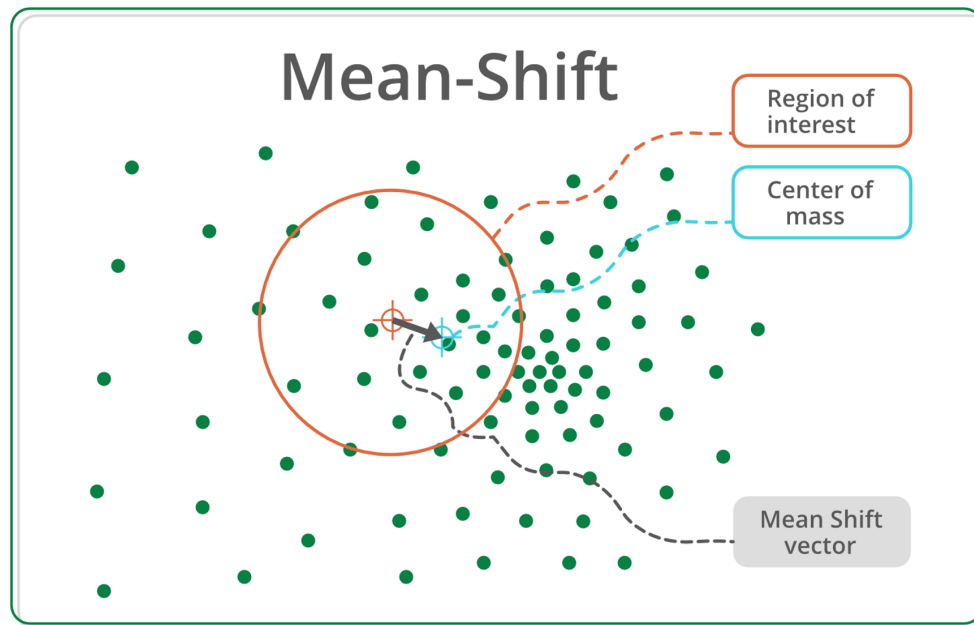 Mean-Shift
Region of
interest
Center of
mass
Mean Shift
vector